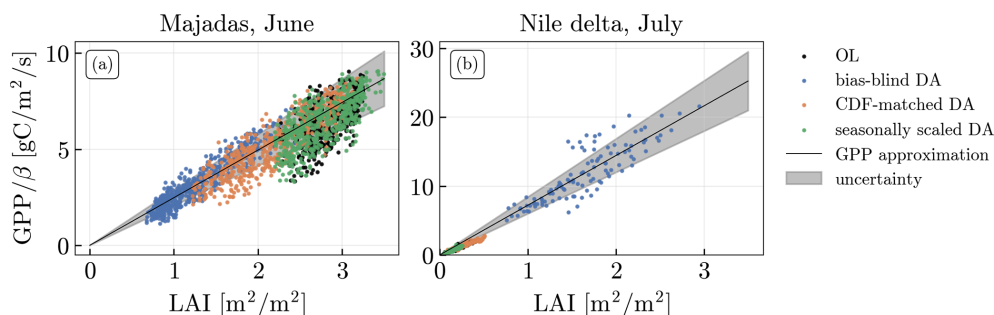 Majadas, June
Nile delta, July
GPP/β [gC/m²/s]
10
5
0
(a)
0 1 2 3
LAI [m²/m²]
30
20
10
0
(b)
0 1 2 3
LAI [m²/m²]
OL
bias-blind DA
CDF-matched DA
seasonally scaled DA
GPP approximation
uncertainty